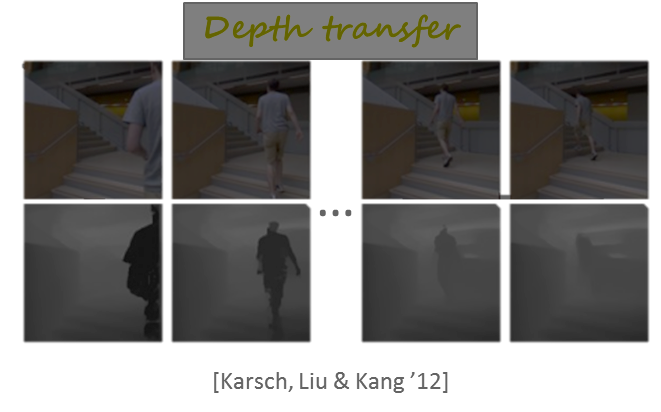 Depth transfer
...
[Karsch, Liu & Kang ’12]